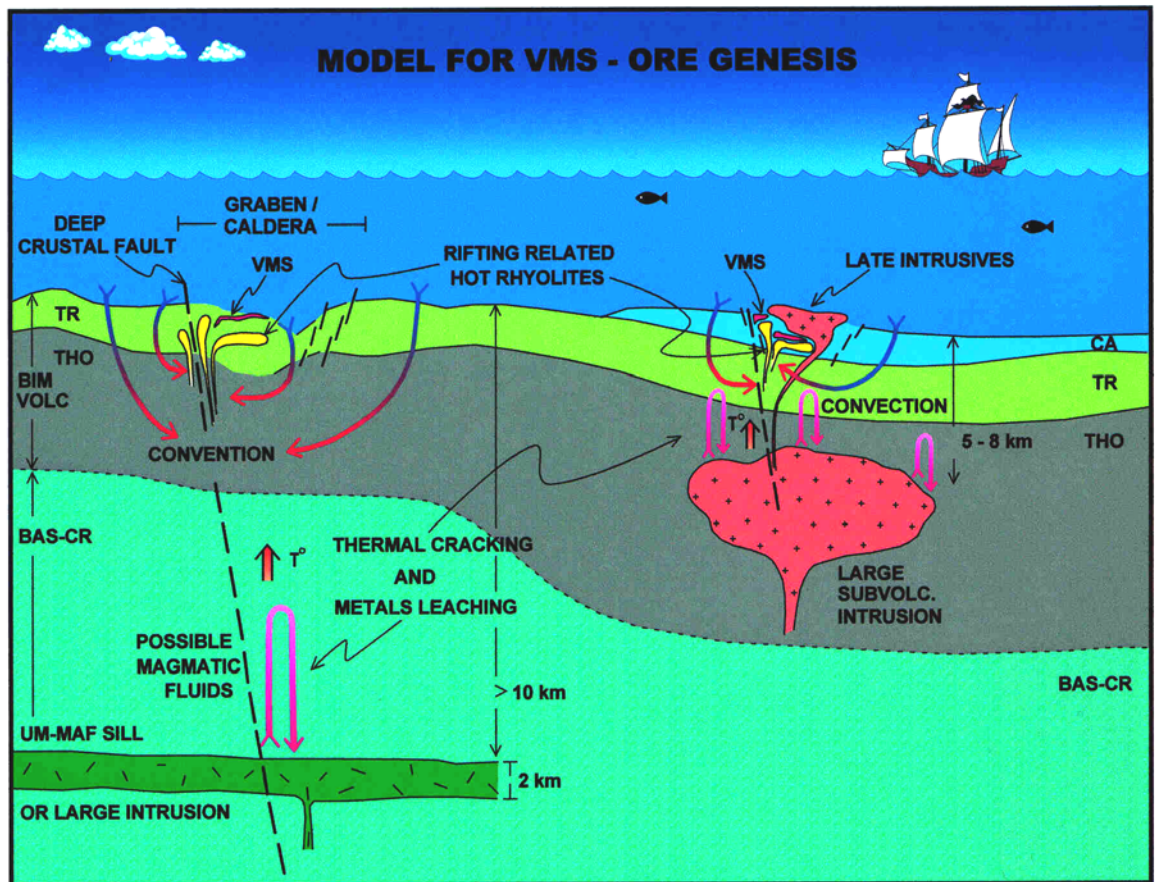 MODEL FOR VMS - ORE GENESIS
GRABEN /
CALDERA
DEEP
CRUSTAL FAULT
VMS
RIFTING RELATED
HOT RHYOLITES
VMS
LATE INTRUSIVES
TR
THO
BIM
VOLC
CONVENTION
CA
TR
CONVECTION
T°
5 - 8 km
THO
BAS-CR
T°
THERMAL CRACKING
AND
METALS LEACHING
LARGE
SUBVOLC.
INTRUSION
POSSIBLE
MAGMATIC
FLUIDS
> 10 km
BAS-CR
UM-MAF SILL
2 km
OR LARGE INTRUSION